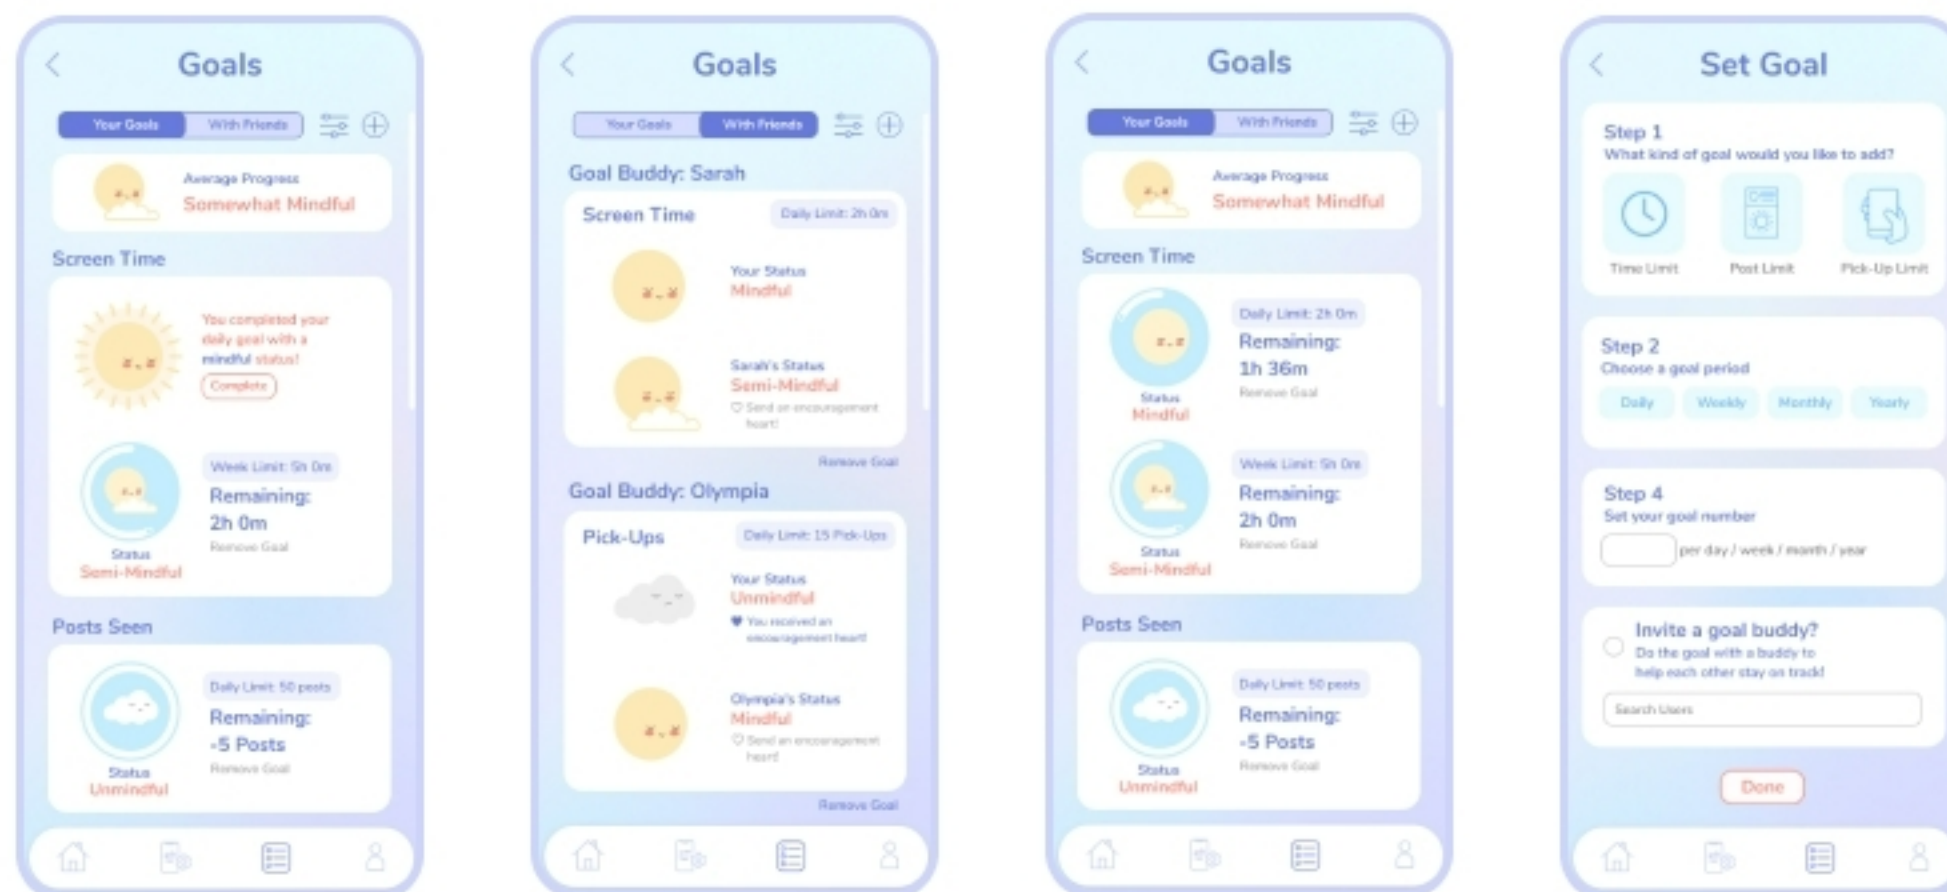 Goals
Your Goals
With Friends
Average Progress
Somewhat Mindful
Screen Time
You completed your
daily goal with a
mindful status!
Complete
Week Limit: 5h 0m
Remaining:
2h 0m
Remove Goal
Status
Semi-Mindful
Posts Seen
Daily Limit: 50 posts
Remaining:
-5 Posts
Remove Goal
Status
Unmindful
Goals
Your Goals
With Friends
Goal Buddy: Sarah
Screen Time
Daily Limit: 2h 0m
Your Status
Mindful
Sarah's Status
Semi-Mindful
Send an encouragement
heart!
Remove Goal
Goal Buddy: Olympia
Pick-Ups
Daily Limit: 15 Pick-Ups
Your Status
Unmindful
You received an
encouragement heart!
Olympia's Status
Mindful
Send an encouragement
heart!
Remove Goal
Goals
Your Goals
With Friends
Average Progress
Somewhat Mindful
Screen Time
Daily Limit: 2h 0m
Remaining:
1h 36m
Remove Goal
Status
Mindful
Week Limit: 5h 0m
Remaining:
2h 0m
Remove Goal
Status
Semi-Mindful
Posts Seen
Daily Limit: 50 posts
Remaining:
-5 Posts
Remove Goal
Status
Unmindful
Set Goal
Step 1
What kind of goal would you like to add?
Time Limit
Post Limit
Pick-Up Limit
Step 2
Choose a goal period
Daily
Weekly
Monthly
Yearly
Step 4
Set your goal number
per day / week / month / year
Invite a goal buddy?
Do the goal with a buddy to
help each other stay on track!
Search Users
Done